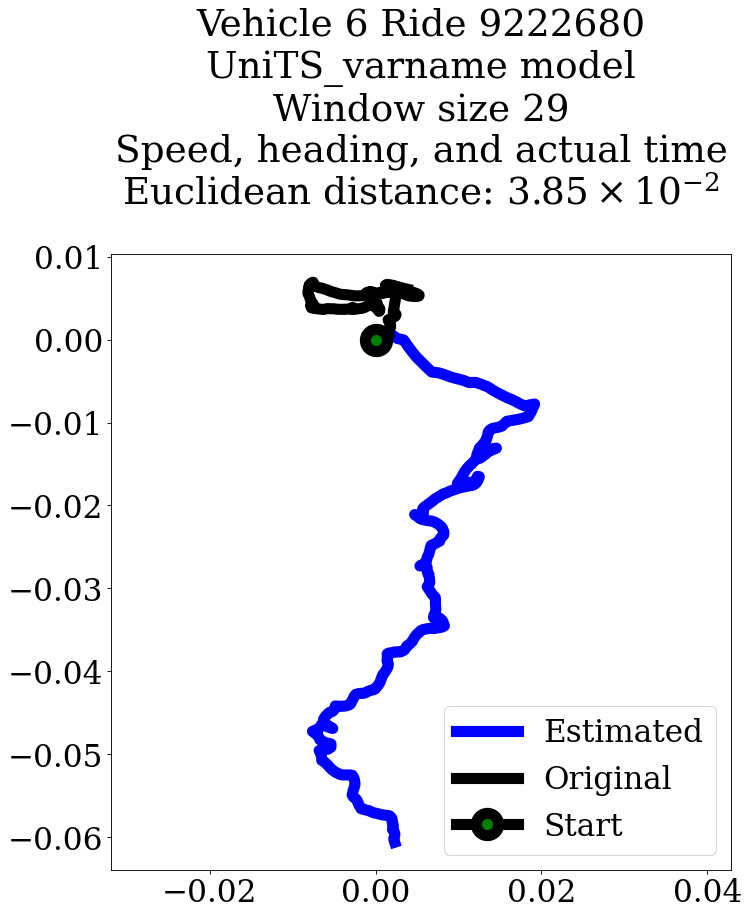 Vehicle 6 Ride 9222680
UniTS_varname model
Window size 29
Speed, heading, and actual time
Euclidean distance: 3.85 × 10⁻²
0.01
0.00
−0.01
−0.02
−0.03
−0.04
−0.05
−0.06
Estimated
Original
Start
−0.02 0.00 0.02 0.04